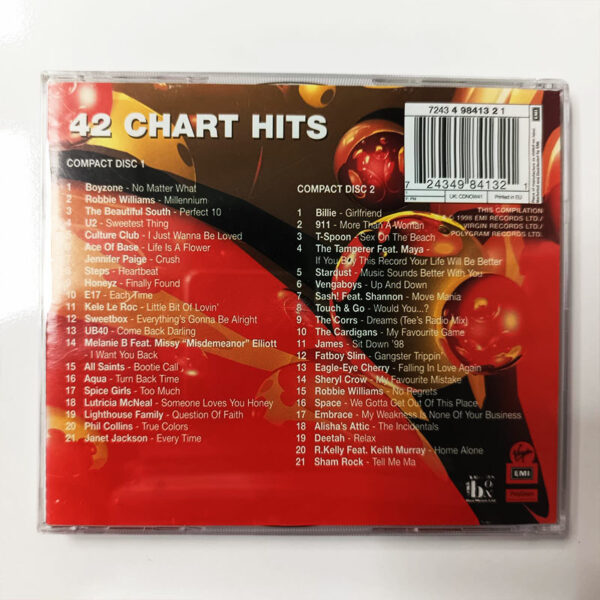 42 CHART HITS
7243 4 98413 2 1
EMI
7 24349 84132 1
UK: CDNOW41
Printed in EU
THIS COMPILATION
1998 EMI RECORDS LTD./
VIRGIN RECORDS LTD./
POLYGRAM RECORDS LTD.
COMPACT DISC 1
1 Boyzone - No Matter What
2 Robbie Williams - Millennium
3 The Beautiful South - Perfect 10
4 U2 - Sweetest Thing
5 Culture Club - I Just Wanna Be Loved
6 Ace Of Base - Life Is A Flower
7 Jennifer Paige - Crush
8 Steps - Heartbeat
9 Honeyz - Finally Found
10 E17 - Each Time
11 Kele Le Roc - Little Bit Of Lovin'
12 Sweetbox - Everything's Gonna Be Alright
13 UB40 - Come Back Darling
14 Melanie B Feat. Missy "Misdemeanor" Elliott
- I Want You Back
15 All Saints - Bootie Call
16 Aqua - Turn Back Time
17 Spice Girls - Too Much
18 Lutricia McNeal - Someone Loves You Honey
19 Lighthouse Family - Question Of Faith
20 Phil Collins - True Colors
21 Janet Jackson - Every Time
COMPACT DISC 2
1 Billie - Girlfriend
2 911 - More Than A Woman
3 T-Spoon - Sex On The Beach
4 The Tamperer Feat. Maya -
If You Buy This Record Your Life Will Be Better
5 Stardust - Music Sounds Better With You
6 Vengaboys - Up And Down
7 Sash! Feat. Shannon - Move Mania
8 Touch & Go - Would You...?
9 The Corrs - Dreams (Tee's Radio Mix)
10 The Cardigans - My Favourite Game
11 James - Sit Down '98
12 Fatboy Slim - Gangster Trippin'
13 Eagle-Eye Cherry - Falling In Love Again
14 Sheryl Crow - My Favourite Mistake
15 Robbie Williams - No Regrets
16 Space - We Gotta Get Out Of This Place
17 Embrace - My Weakness Is None Of Your Business
18 Alisha's Attic - The Incidentals
19 Deetah - Relax
20 R.Kelly Feat. Keith Murray - Home Alone
21 Sham Rock - Tell Me Ma
Virgin
EMI
PolyGram